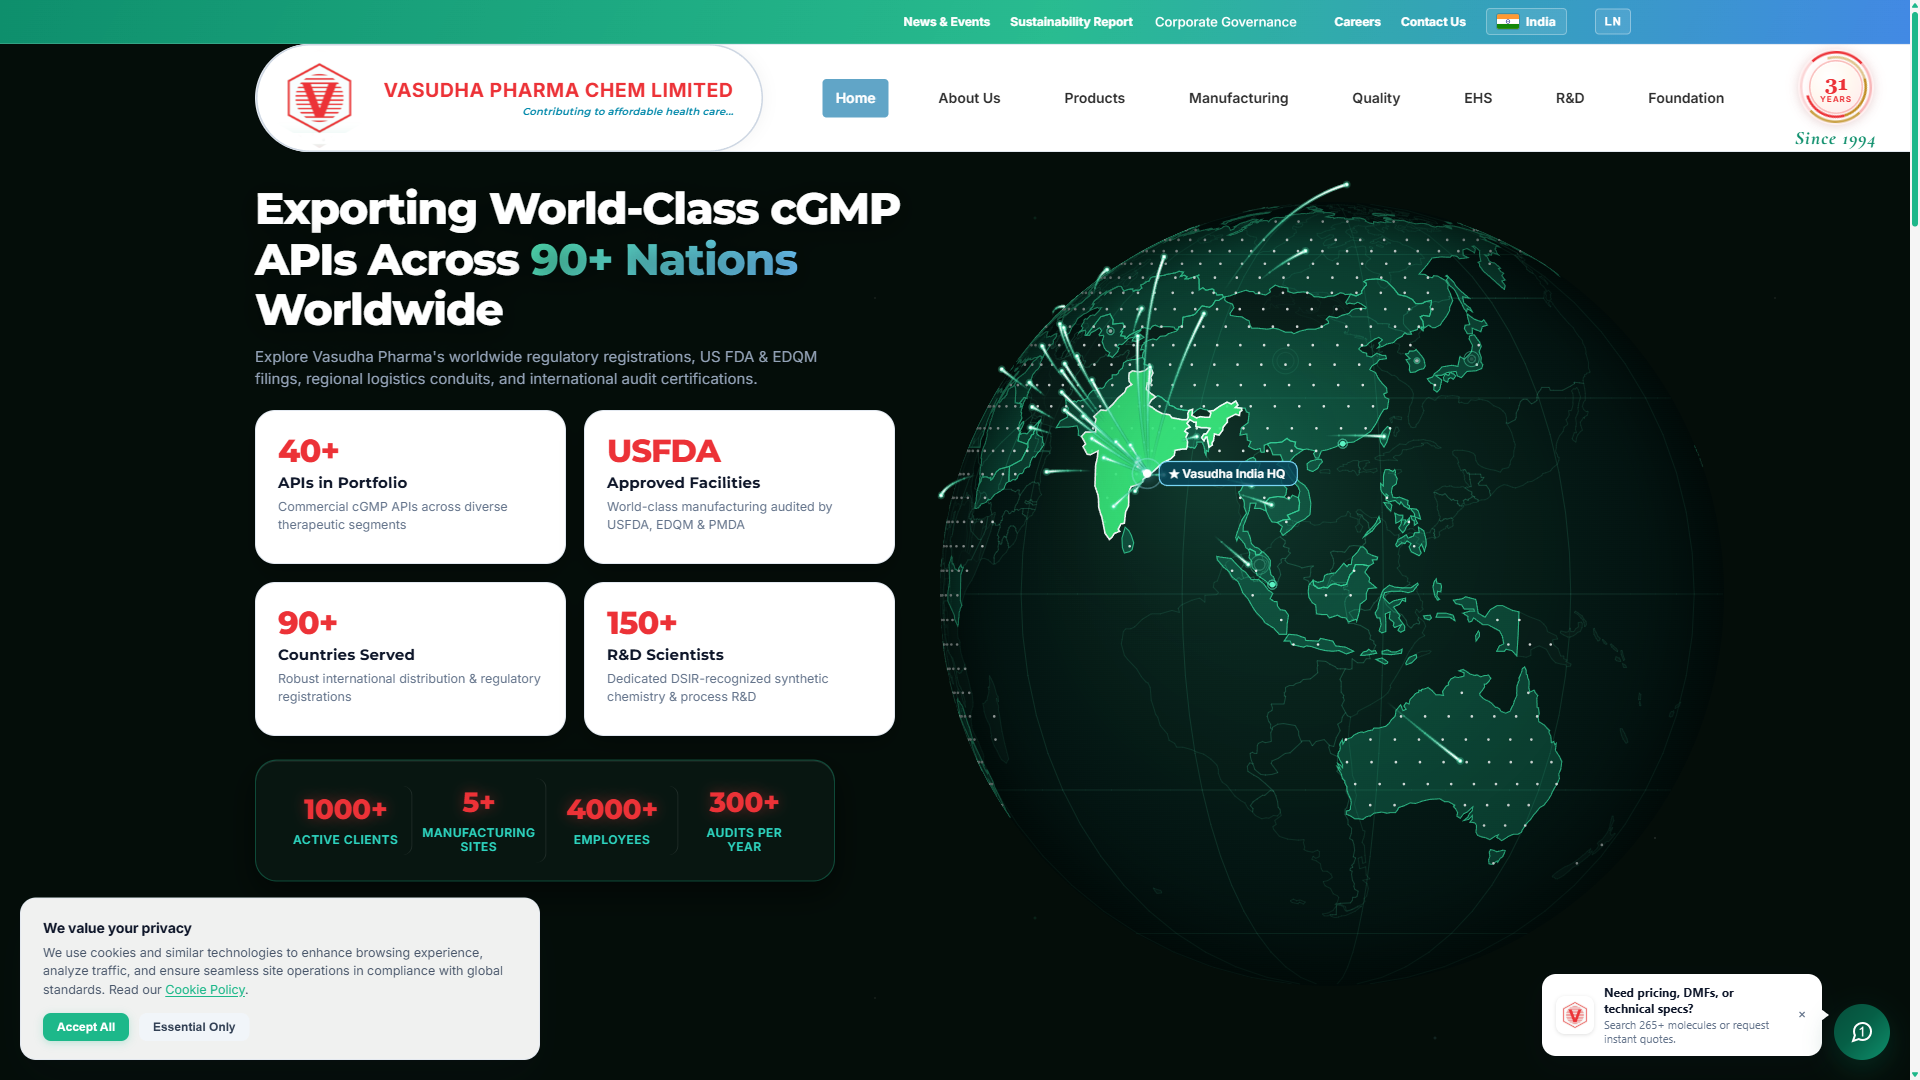 News & Events Sustainability Report Corporate Governance Careers Contact Us India LN
VASUDHA PHARMA CHEM LIMITED
Contributing to affordable health care...
Home About Us Products Manufacturing Quality EHS R&D Foundation
31
YEARS
Since 1994
Exporting World-Class cGMP
APIs Across 90+ Nations
Worldwide
Explore Vasudha Pharma's worldwide regulatory registrations, US FDA & EDQM
filings, regional logistics conduits, and international audit certifications.
40+
APIs in Portfolio
Commercial cGMP APIs across diverse
therapeutic segments
USFDA
Approved Facilities
World-class manufacturing audited by
USFDA, EDQM & PMDA
90+
Countries Served
Robust international distribution & regulatory
registrations
150+
R&D Scientists
Dedicated DSIR-recognized synthetic
chemistry & process R&D
1000+
ACTIVE CLIENTS
5+
MANUFACTURING
SITES
4000+
EMPLOYEES
300+
AUDITS PER
YEAR
★ Vasudha India HQ
We value your privacy
We use cookies and similar technologies to enhance browsing experience,
analyze traffic, and ensure seamless site operations in compliance with global
standards. Read our Cookie Policy.
Accept All Essential Only
Need pricing, DMFs, or
technical specs?
Search 265+ molecules or request
instant quotes.
×
1